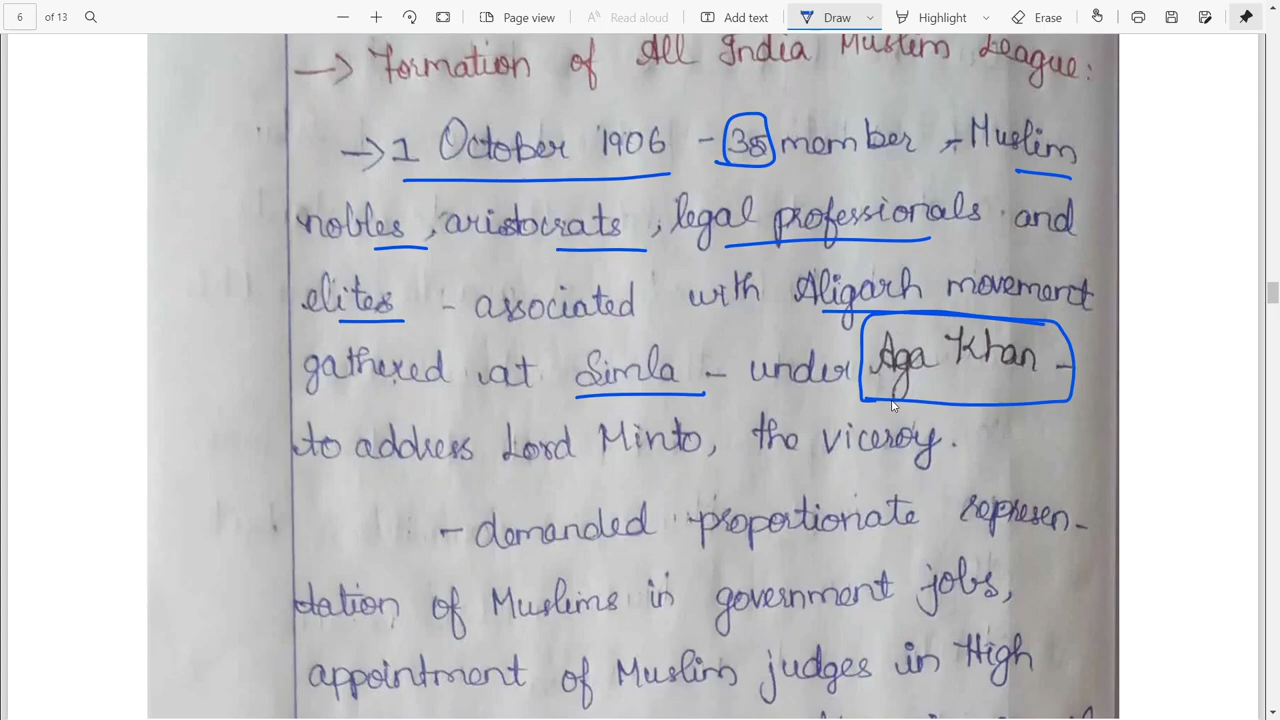 6 of 13 Page view Read aloud Add text Draw Highlight Erase
→ Formation of All India Muslim League:
→ 1 October 1906 - 35 member - Muslim
nobles, aristocrats, legal professionals and
elites - associated with Aligarh movement
gathered at Simla - under Aga Khan -
to address Lord Minto, the viceroy.
- demanded proportionate represen-
tation of Muslims in government jobs,
appointment of Muslim judges in High